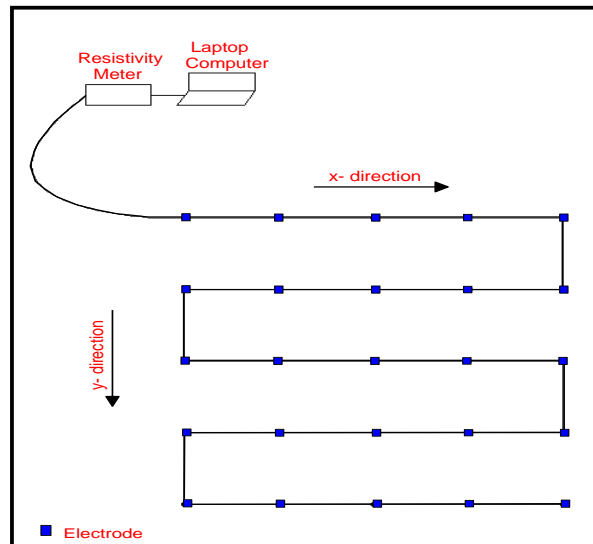 Resistivity
Meter
Laptop
Computer
x- direction
y- direction
Electrode